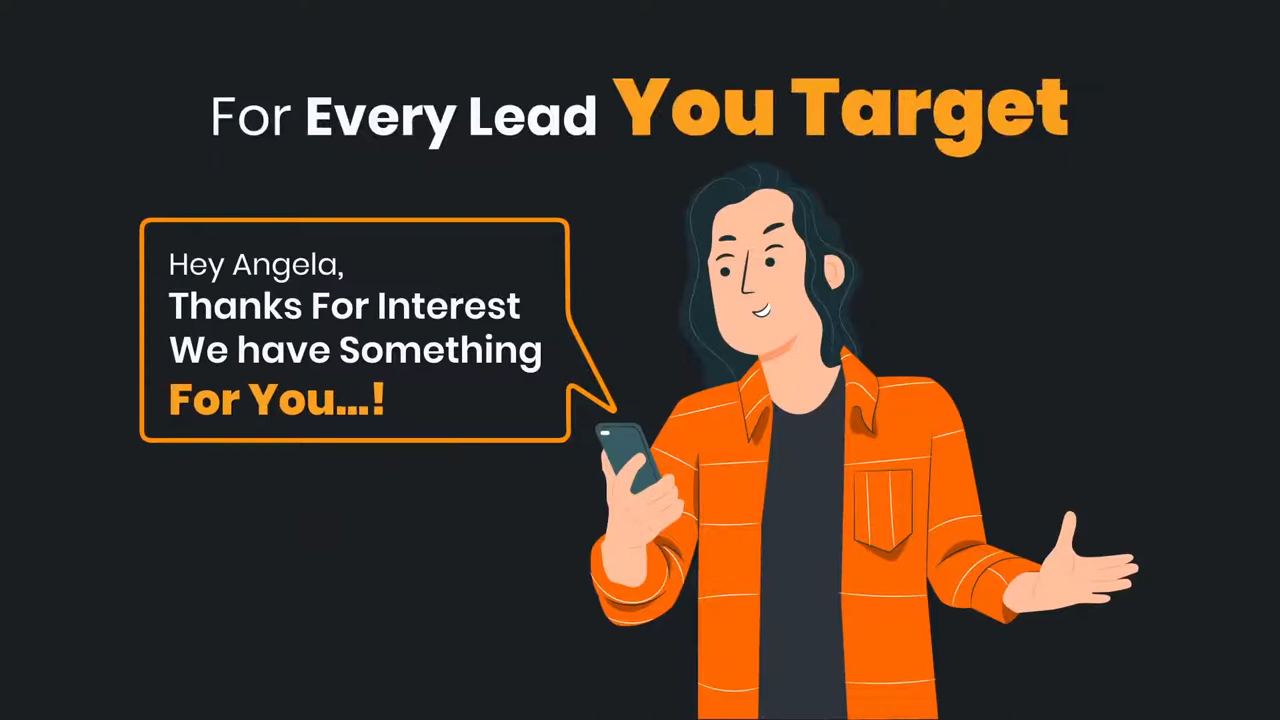 For Every Lead You Target
Hey Angela,
Thanks For Interest
We have Something
For You...!